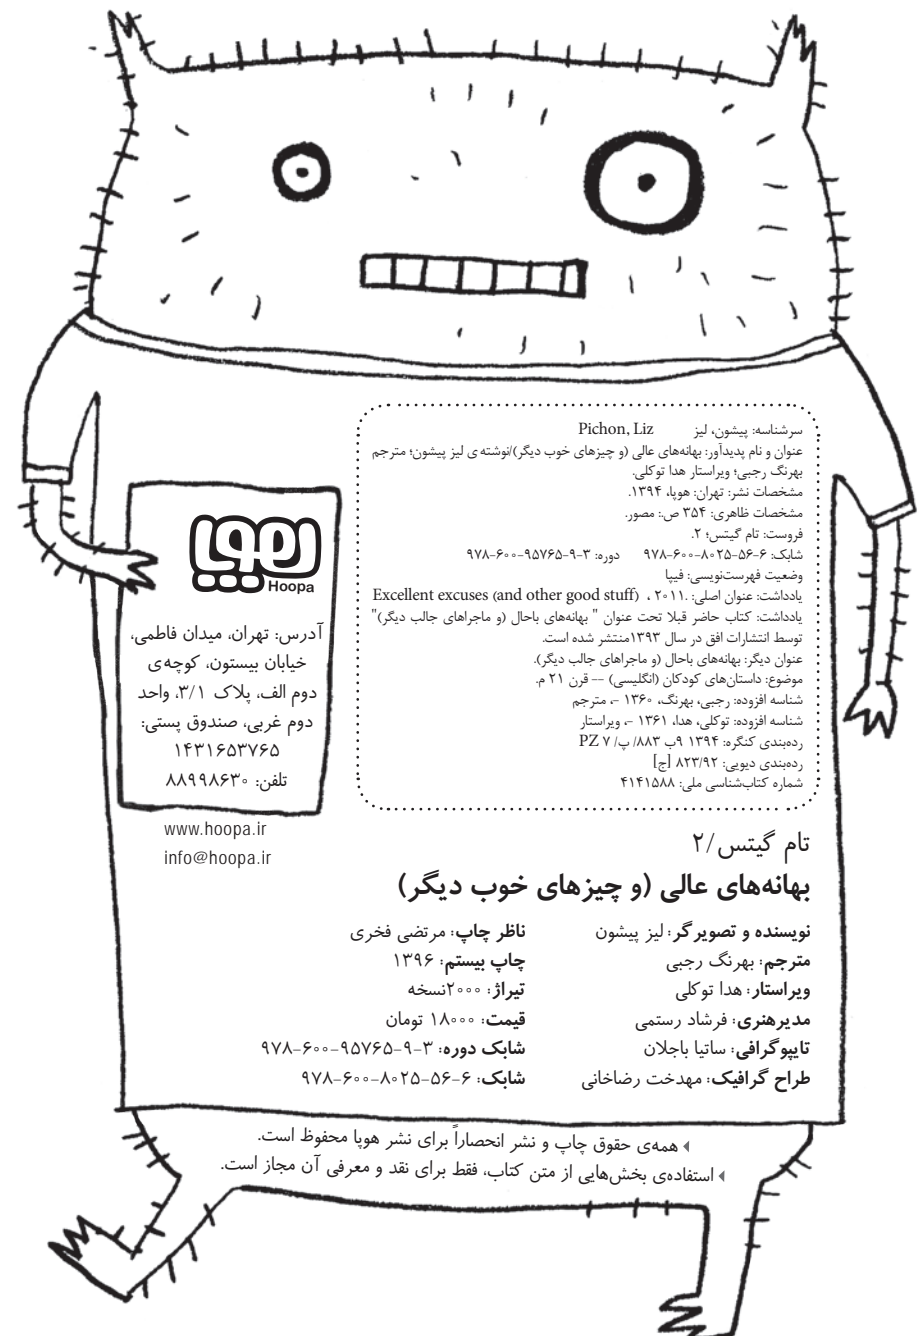 سرشناسه: پیشون، لیز Pichon, Liz
عنوان و نام پدیدآور: بهانه‌های عالی (و چیزهای خوب دیگر)/نوشته ی لیز پیشون؛ مترجم
بهرنگ رجبی؛ ویراستار هدا توکلی.
مشخصات نشر: تهران: هوپا، ۱۳۹۴.
مشخصات ظاهری: ۳۵۴ ص.: مصور.
فروست: تام گیتس؛ ۲.
شابک: ۶-۵۶-۸۰۲۵-۶۰۰-۹۷۸ دوره: ۳-۹-۹۵۷۶۵-۶۰۰-۹۷۸
وضعیت فهرست‌نویسی: فیپا
یادداشت: عنوان اصلی: .Excellent excuses (and other good stuff) ، ۲۰۱۱
یادداشت: کتاب حاضر قبلا تحت عنوان " بهانه‌های باحال (و ماجراهای جالب دیگر)"
توسط انتشارات افق در سال ۱۳۹۳منتشر شده است.
عنوان دیگر: بهانه‌های باحال (و ماجراهای جالب دیگر).
موضوع: داستان‌های کودکان (انگلیسی) -- قرن ۲۱ م.
شناسه افزوده: رجبی، بهرنگ، ۱۳۶۰ -، مترجم
شناسه افزوده: توکلی، هدا، ۱۳۶۱ -، ویراستار
رده‌بندی کنگره: ۱۳۹۴ ۹ب ۸۸۳/ پ/ PZ ۷
رده‌بندی دیویی: ۸۲۳/۹۲ [ج]
شماره کتاب‌شناسی ملی: ۴۱۴۱۵۸۸
هوپا
Hoopa
آدرس: تهران، میدان فاطمی،
خیابان بیستون، کوچه‌ی
دوم الف، پلاک ۳/۱، واحد
دوم غربی، صندوق پستی:
۱۴۳۱۶۵۳۷۶۵
تلفن: ۸۸۹۹۸۶۳۰
www.hoopa.ir
info@hoopa.ir
تام گیتس/۲
بهانه‌های عالی (و چیزهای خوب دیگر)
نویسنده و تصویرگر: لیز پیشون
مترجم: بهرنگ رجبی
ویراستار: هدا توکلی
مدیرهنری: فرشاد رستمی
تایپوگرافی: ساتیا باجلان
طراح گرافیک: مهدخت رضاخانی
ناظر چاپ: مرتضی فخری
چاپ بیستم: ۱۳۹۶
تیراژ: ۲۰۰۰نسخه
قیمت: ۱۸۰۰۰ تومان
شابک دوره: ۳-۹-۹۵۷۶۵-۶۰۰-۹۷۸
شابک: ۶-۵۶-۸۰۲۵-۶۰۰-۹۷۸
همه‌ی حقوق چاپ و نشر انحصاراً برای نشر هوپا محفوظ است.
استفاده‌ی بخش‌هایی از متن کتاب، فقط برای نقد و معرفی آن مجاز است.